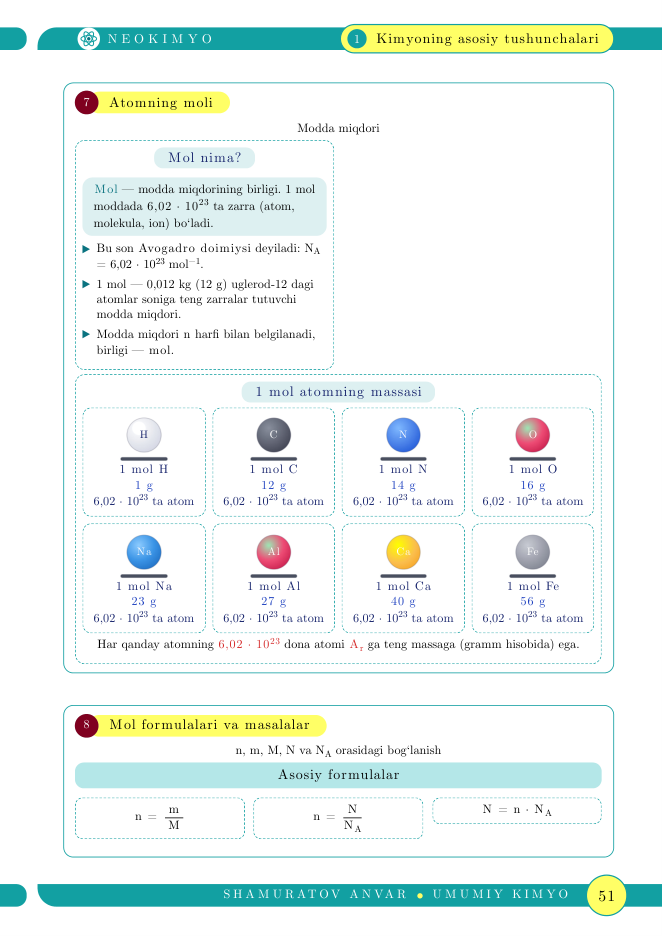 NEOKIMYO
1 Kimyoning asosiy tushunchalari
7 Atomning moli
Modda miqdori
Mol nima?
Mol — modda miqdorining birligi. 1 mol
moddada 6,02 · 10²³ ta zarra (atom,
molekula, ion) bo‘ladi.
▶ Bu son Avogadro doimiysi deyiladi: N_A
= 6,02 · 10²³ mol⁻¹.
▶ 1 mol — 0,012 kg (12 g) uglerod-12 dagi
atomlar soniga teng zarralar tutuvchi
modda miqdori.
▶ Modda miqdori n harfi bilan belgilanadi,
birligi — mol.
1 mol atomning massasi
H C N O
1 mol H 1 mol C 1 mol N 1 mol O
1 g 12 g 14 g 16 g
6,02 · 10²³ ta atom 6,02 · 10²³ ta atom 6,02 · 10²³ ta atom 6,02 · 10²³ ta atom
Na Al Ca Fe
1 mol Na 1 mol Al 1 mol Ca 1 mol Fe
23 g 27 g 40 g 56 g
6,02 · 10²³ ta atom 6,02 · 10²³ ta atom 6,02 · 10²³ ta atom 6,02 · 10²³ ta atom
Har qanday atomning 6,02 · 10²³ dona atomi A_r ga teng massaga (gramm hisobida) ega.
8 Mol formulalari va masalalar
n, m, M, N va N_A orasidagi bog‘lanish
Asosiy formulalar
n = m/M n = N/N_A N = n · N_A
SHAMURATOV ANVAR ● UMUMIY KIMYO 51